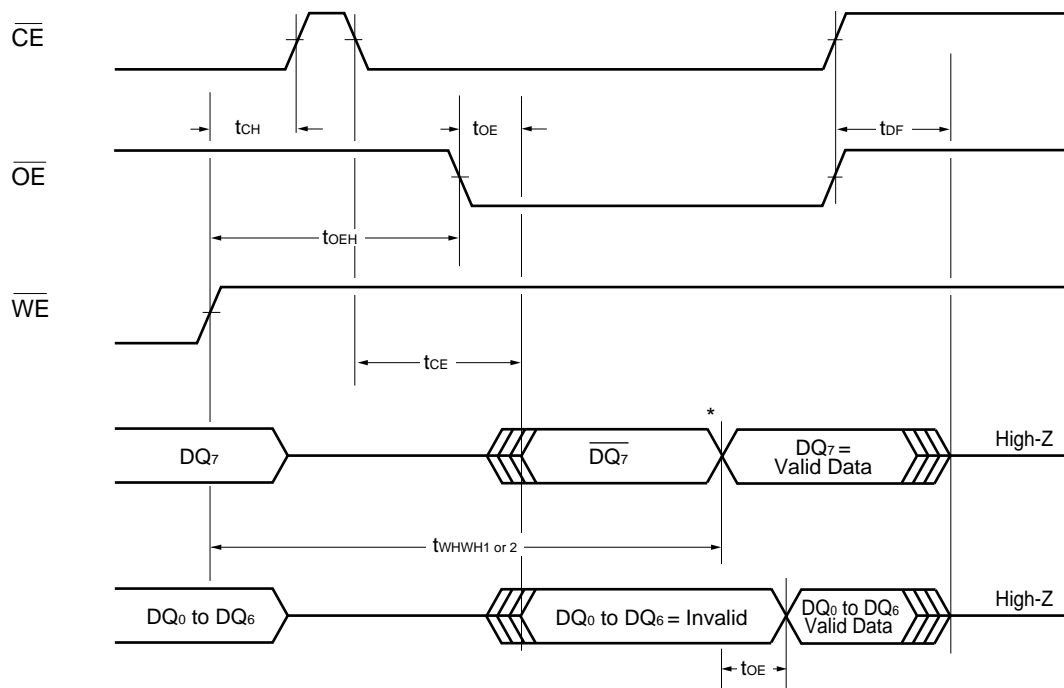 CE
tCH
tOE
tDF
OE
tOEH
WE
tCE
*
DQ7
DQ7
DQ7 =
Valid Data
High-Z
tWHWH1 or 2
DQ0 to DQ6
DQ0 to DQ6 = Invalid
DQ0 to DQ6
Valid Data
High-Z
tOE